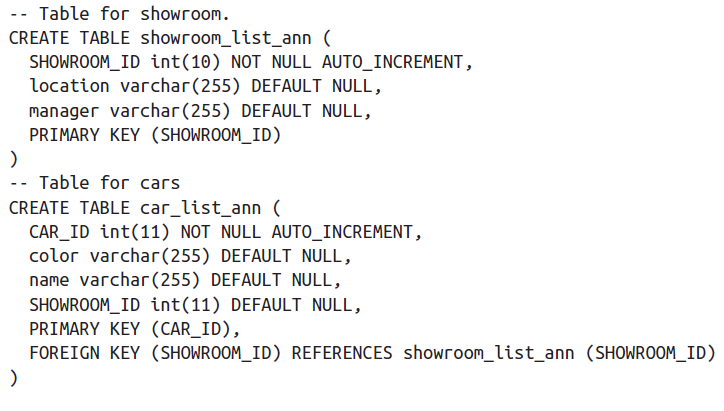 -- Table for showroom.
CREATE TABLE showroom_list_ann (
  SHOWROOM_ID int(10) NOT NULL AUTO_INCREMENT,
  location varchar(255) DEFAULT NULL,
  manager varchar(255) DEFAULT NULL,
  PRIMARY KEY (SHOWROOM_ID)
)
-- Table for cars
CREATE TABLE car_list_ann (
  CAR_ID int(11) NOT NULL AUTO_INCREMENT,
  color varchar(255) DEFAULT NULL,
  name varchar(255) DEFAULT NULL,
  SHOWROOM_ID int(11) DEFAULT NULL,
  PRIMARY KEY (CAR_ID),
  FOREIGN KEY (SHOWROOM_ID) REFERENCES showroom_list_ann (SHOWROOM_ID)
)